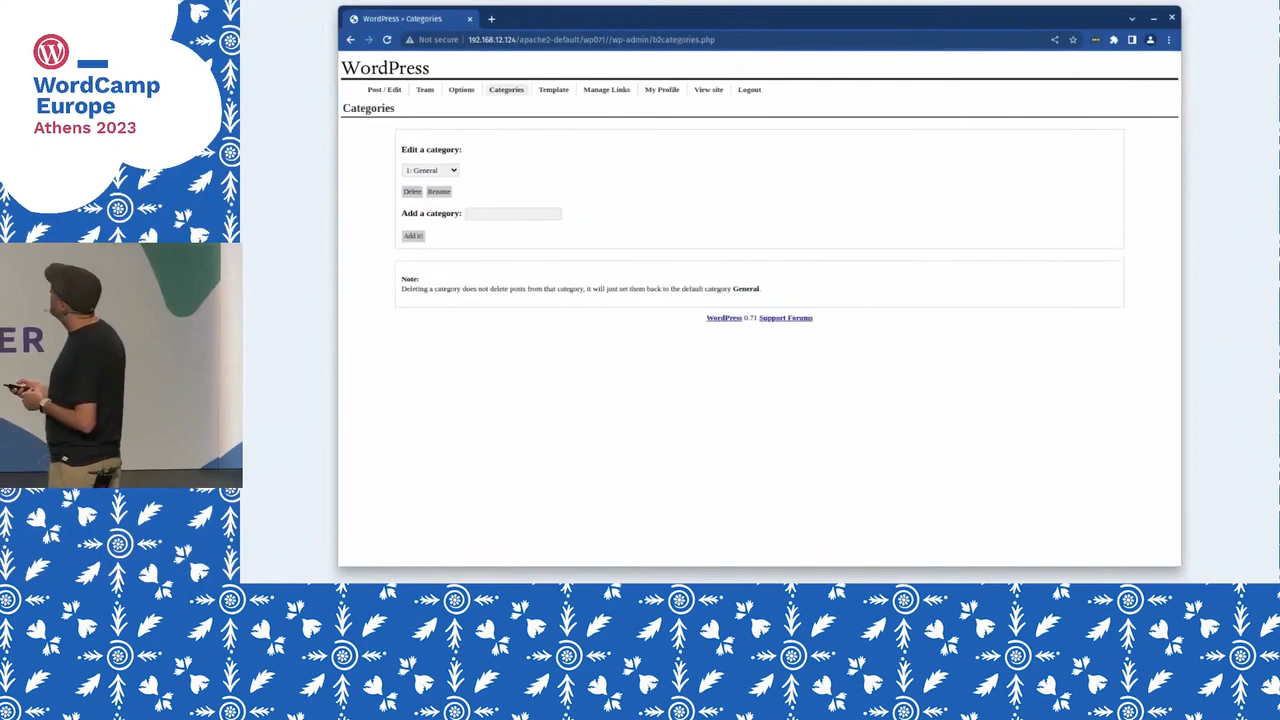 WordCamp
Europe
Athens 2023
ER
WordPress > Categories
Not secure 192.168.12.124/apache2-default/wp071//wp-admin/b2categories.php
WordPress
Post / Edit Team Options Categories Template Manage Links My Profile View site Logout
Categories
Edit a category:
1: General
Delete Rename
Add a category:
Add it!
Note:
Deleting a category does not delete posts from that category, it will just set them back to the default category General.
WordPress 0.71 Support Forums